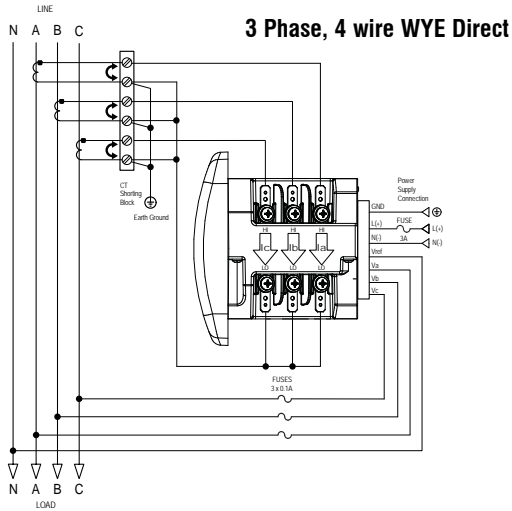 LINE
N A B C
3 Phase, 4 wire WYE Direct
CT
Shorting
Block
Earth Ground
Power
Supply
Connection
GND
L(+)
FUSE
L(+)
N(-)
3A
N(-)
Vref
Va
Vb
Vc
HI HI HI
Ic Ib Ia
LO LO LO
FUSES
3 x 0.1A
N A B C
LOAD